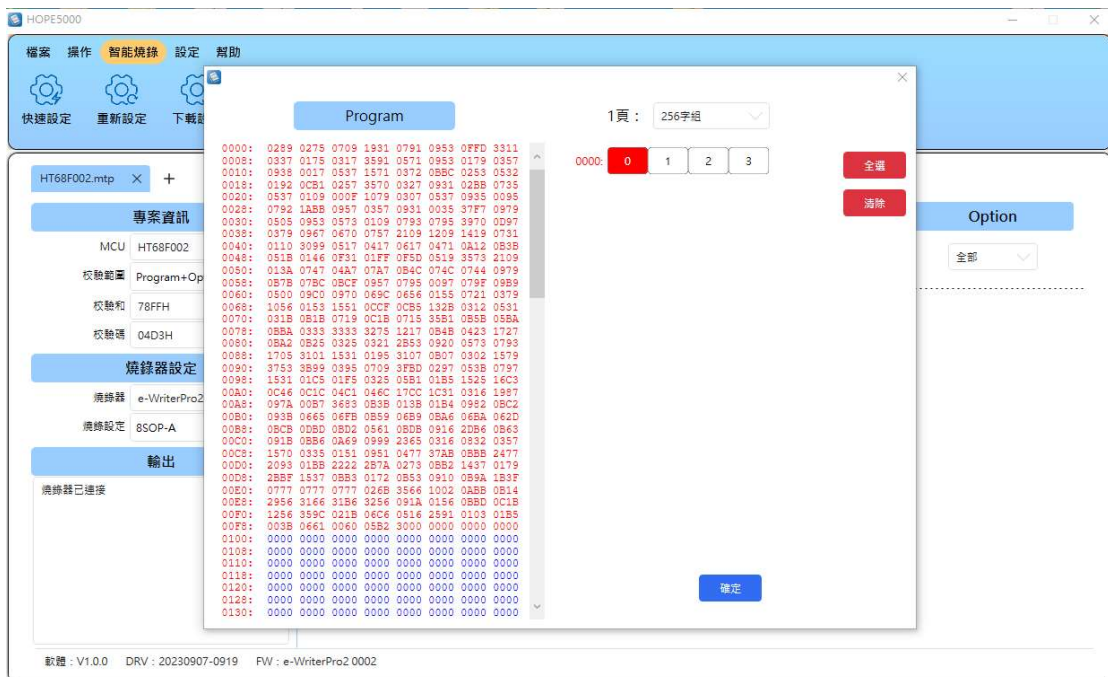 HOPE5000
檔案 操作 智能燒錄 設定 幫助
快速設定 重新設定 下載
Program
1頁： 256字組
0000: 0 1 2 3
全選
清除
確定
0000: 0289 0275 0709 1931 0791 0953 0FFD 3311
0008: 0337 0175 0317 3591 0571 0953 0179 0357
0010: 0938 0017 0537 1571 0372 0BBC 0253 0532
0018: 0192 0CB1 0257 3570 0327 0931 02BB 0735
0020: 0537 0109 000F 1079 0307 0537 0935 0095
0028: 0792 1ABB 0957 0357 0931 0035 37F7 0979
0030: 0505 0953 0573 0109 0793 0795 3970 0D97
0038: 0379 0967 0670 0757 2109 1209 1419 0731
0040: 0110 3099 0517 0417 0617 0471 0A12 0B3B
0048: 051B 0146 0F31 01FF 0F5D 0519 3573 2109
0050: 013A 0747 04A7 07A7 0B4C 074C 0744 0979
0058: 0B7B 07BC 0BCF 0957 0795 0097 079F 09B9
0060: 0500 09C0 0970 069C 0656 0155 0721 0379
0068: 1056 0153 1551 0CCF 0CB5 132B 0312 0531
0070: 031B 0B1B 0719 0C1B 0715 35B1 0B5B 05BA
0078: 0BBA 0333 3333 3275 1217 0B4B 0423 1727
0080: 0BA2 0B25 0325 0321 2B53 0920 0573 0793
0088: 1705 3101 1531 0195 3107 0B07 0302 1579
0090: 3753 3B99 0395 0709 3FBD 0297 053B 0797
0098: 1531 01C5 01F5 0325 05B1 01B5 1525 16C3
00A0: 0C46 0C1C 04C1 046C 17CC 1C31 0316 1987
00A8: 097A 00B7 3683 0B3B 013B 01B4 0982 0BC2
00B0: 093B 0665 06FB 0B59 06B9 0BA6 06BA 062D
00B8: 0BCB 0DBD 0BD2 0561 0BDB 0916 2DB6 0B63
00C0: 091B 0BB6 0A69 0999 2365 0316 0832 0357
00C8: 1570 0335 0151 0951 0477 37AB 0BBB 2477
00D0: 2093 01BB 2222 2B7A 0273 0BB2 1437 0179
00D8: 2BBF 1537 0BB3 0172 0B53 0910 0B9A 1B3F
00E0: 0777 0777 0777 026B 3566 1002 0ABB 0B14
00E8: 2956 3166 31B6 3256 091A 0156 0BBD 0C1B
00F0: 1256 359C 021B 06C6 0516 2591 0103 01B5
00F8: 003B 0661 0060 05B2 3000 0000 0000 0000
0100: 0000 0000 0000 0000 0000 0000 0000 0000
0108: 0000 0000 0000 0000 0000 0000 0000 0000
0110: 0000 0000 0000 0000 0000 0000 0000 0000
0118: 0000 0000 0000 0000 0000 0000 0000 0000
0120: 0000 0000 0000 0000 0000 0000 0000 0000
0128: 0000 0000 0000 0000 0000 0000 0000 0000
0130: 0000 0000 0000 0000 0000 0000 0000 0000
HT68F002.mtp
專案資訊
MCU HT68F002
校驗範圍 Program+Op
校驗和 78FFH
校驗碼 04D3H
燒錄器設定
燒錄器 e-WriterPro2
燒錄設定 8SOP-A
輸出
燒錄器已連接
Option
全部
軟體：V1.0.0 DRV：20230907-0919 FW：e-WriterPro2 0002